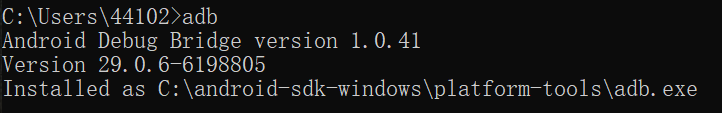 C:\Users\44102>adb
Android Debug Bridge version 1.0.41
Version 29.0.6-6198805
Installed as C:\android-sdk-windows\platform-tools\adb.exe